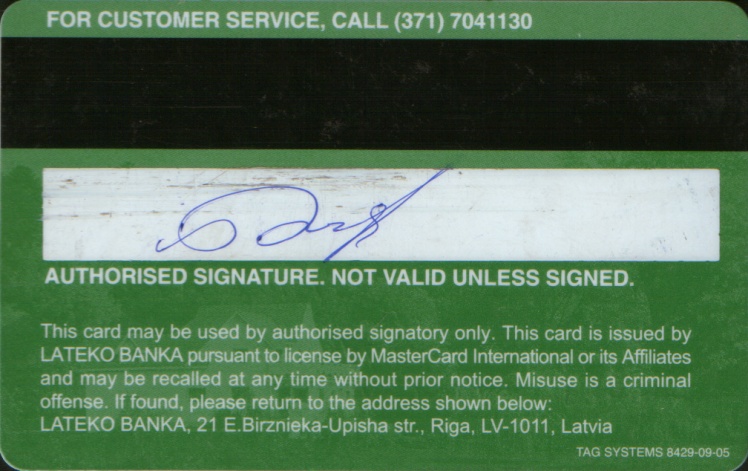 FOR CUSTOMER SERVICE, CALL (371) 7041130
AUTHORISED SIGNATURE. NOT VALID UNLESS SIGNED.
This card may be used by authorised signatory only. This card is issued by
LATEKO BANKA pursuant to license by MasterCard International or its Affiliates
and may be recalled at any time without prior notice. Misuse is a criminal
offense. If found, please return to the address shown below:
LATEKO BANKA, 21 E.Birznieka-Upisha str., Riga, LV-1011, Latvia
TAG SYSTEMS 8429-09-05